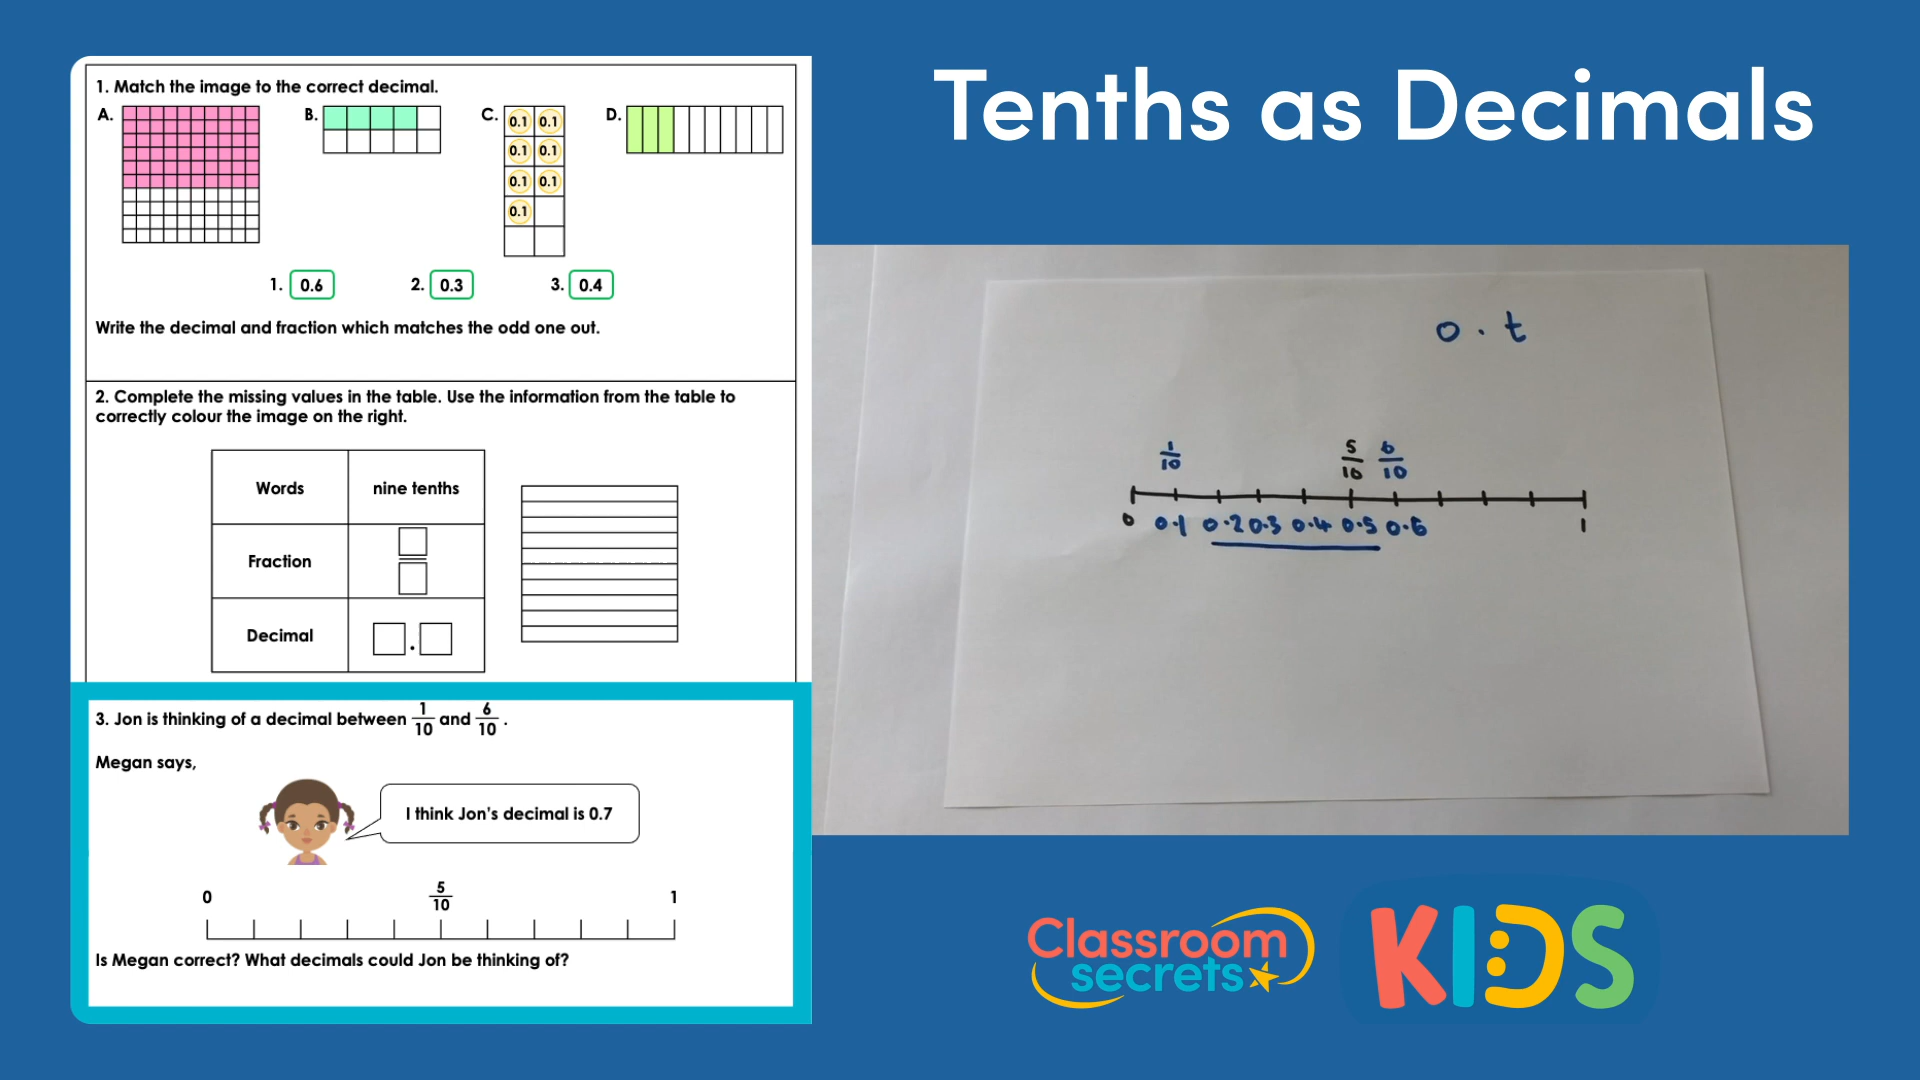 Tenths as Decimals
1. Match the image to the correct decimal.
A. B. C. D.
0.1 0.1
0.1 0.1
0.1 0.1
0.1
1. 0.6 2. 0.3 3. 0.4
Write the decimal and fraction which matches the odd one out.
2. Complete the missing values in the table. Use the information from the table to
correctly colour the image on the right.
Words nine tenths
Fraction
Decimal .
3. Jon is thinking of a decimal between 1/10 and 6/10 .
Megan says,
I think Jon's decimal is 0.7
0 5/10 1
Is Megan correct? What decimals could Jon be thinking of?
o . t
1/10 5/10 6/10
0 0.1 0.2 0.3 0.4 0.5 0.6 1
Classroom
secrets
KIDS